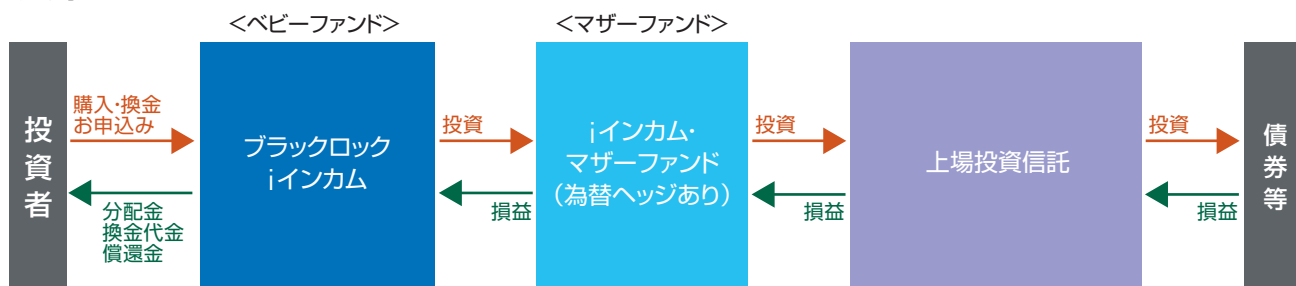 <ベビーファンド>
<マザーファンド>
投資者
購入・換金
お申込み
分配金
換金代金
償還金
ブラックロック
iインカム
投資
損益
iインカム・
マザーファンド
（為替ヘッジあり）
投資
損益
上場投資信託
投資
損益
債券等